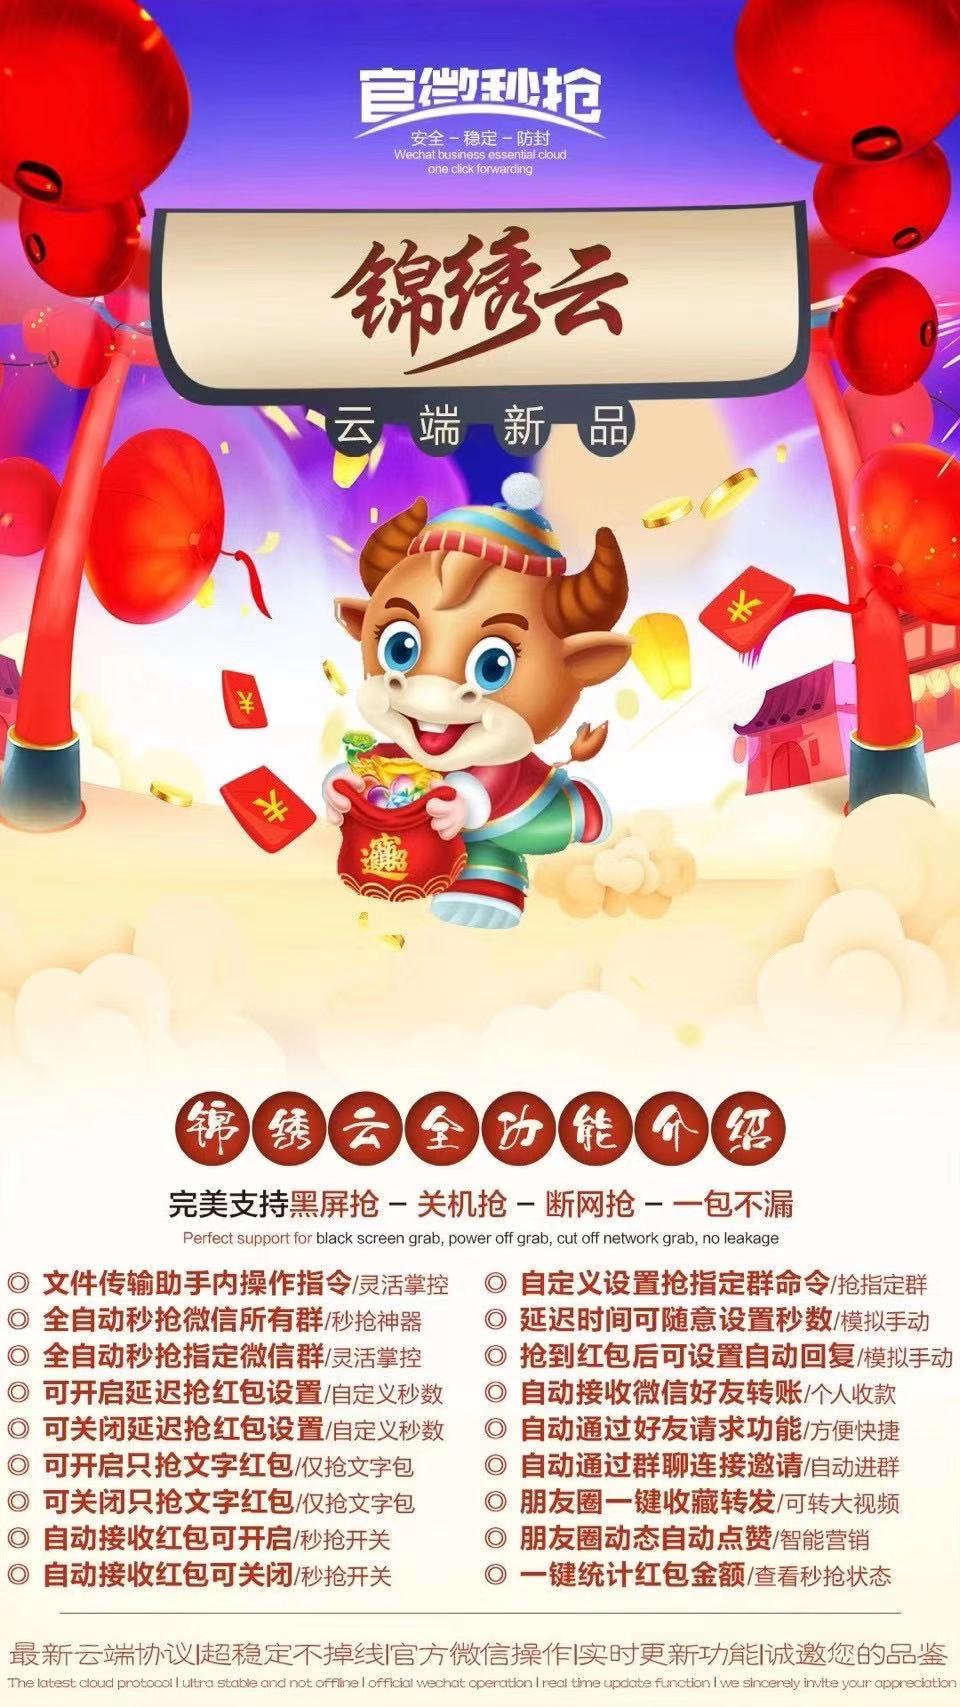 官微秒抢
安全 – 稳定 – 防封
Wechat business essential cloud
one click forwarding
锦绣云
云端新品
招财进宝
锦绣云全功能介绍
完美支持黑屏抢 – 关机抢 – 断网抢 – 一包不漏
Perfect support for black screen grab, power off grab, cut off network grab, no leakage
◎ 文件传输助手内操作指令/灵活掌控
◎ 全自动秒抢微信所有群/秒抢神器
◎ 全自动秒抢指定微信群/灵活掌控
◎ 可开启延迟抢红包设置/自定义秒数
◎ 可关闭延迟抢红包设置/自定义秒数
◎ 可开启只抢文字红包/仅抢文字包
◎ 可关闭只抢文字红包/仅抢文字包
◎ 自动接收红包可开启/秒抢开关
◎ 自动接收红包可关闭/秒抢开关
◎ 自定义设置抢指定群命令/抢指定群
◎ 延迟时间可随意设置秒数/模拟手动
◎ 抢到红包后可设置自动回复/模拟手动
◎ 自动接收微信好友转账/个人收款
◎ 自动通过好友请求功能/方便快捷
◎ 自动通过群聊连接邀请/自动进群
◎ 朋友圈一键收藏转发/可转大视频
◎ 朋友圈动态自动点赞/智能营销
◎ 一键统计红包金额/查看秒抢状态
最新云端协议|超稳定不掉线|官方微信操作|实时更新功能|诚邀您的品鉴
The latest cloud protocol | ultra stable and not offline | official wechat operation | real time update function | we sincerely invite your appreciation